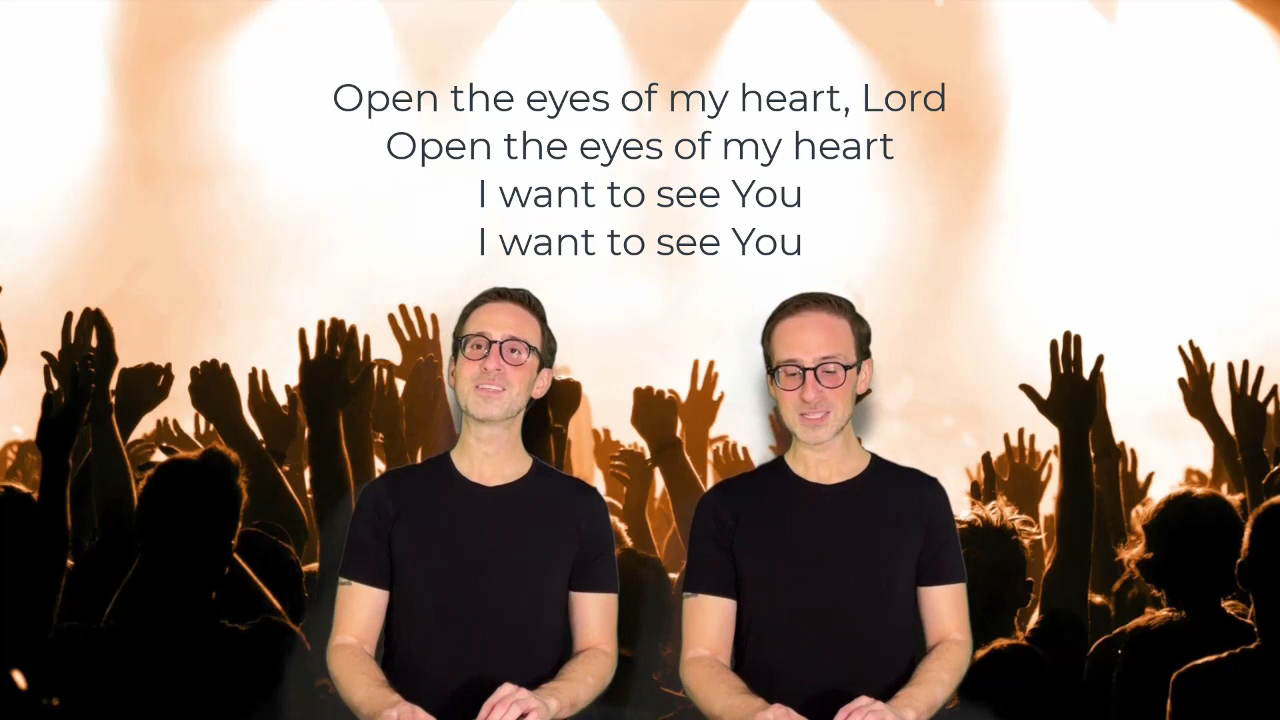 Open the eyes of my heart, Lord
Open the eyes of my heart
I want to see You
I want to see You